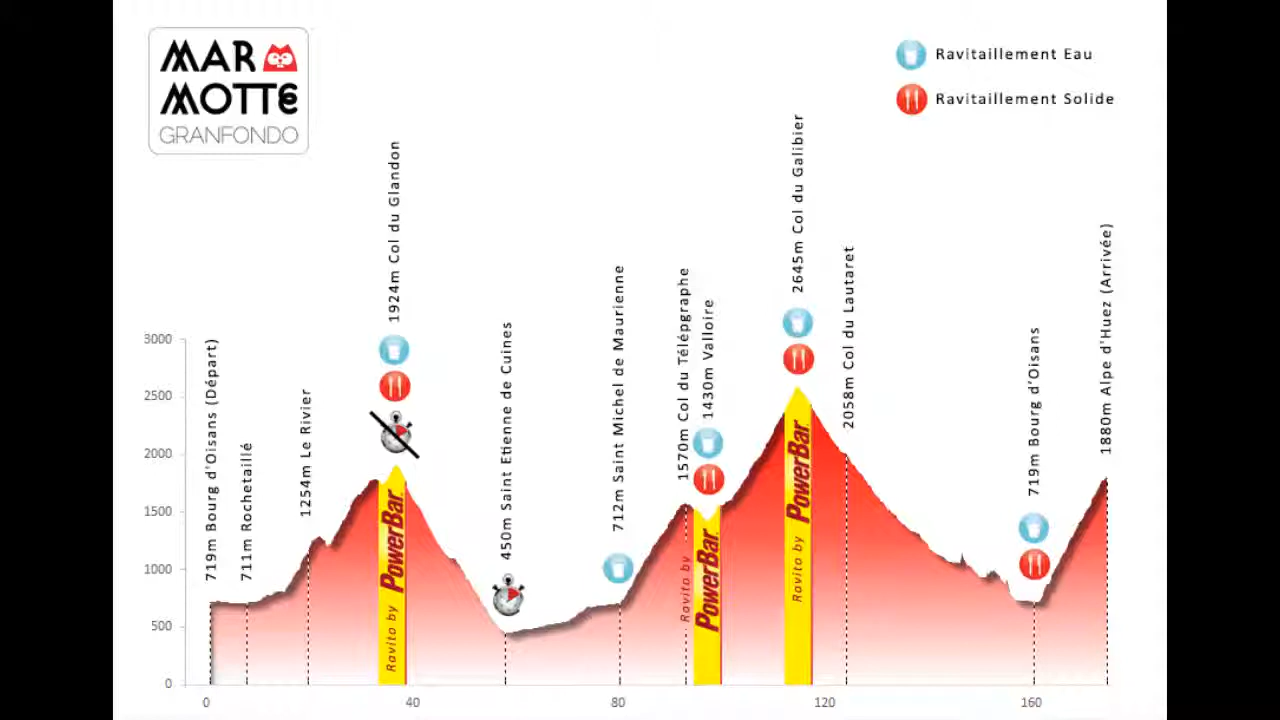 MAR
MOTTE
GRANFONDO
Ravitaillement Eau
Ravitaillement Solide
3000
2500
2000
1500
1000
500
0
0
40
80
120
160
719m Bourg d'Oisans (Départ)
711m Rochetaillé
1254m Le Rivier
1924m Col du Glandon
450m Saint Etienne de Cuines
712m Saint Michel de Maurienne
1570m Col du Télépgraphe
1430m Valloire
2645m Col du Galibier
2058m Col du Lautaret
719m Bourg d'Oisans
1880m Alpe d'Huez (Arrivée)
Ravito by PowerBar
Ravito by PowerBar
Ravito by PowerBar